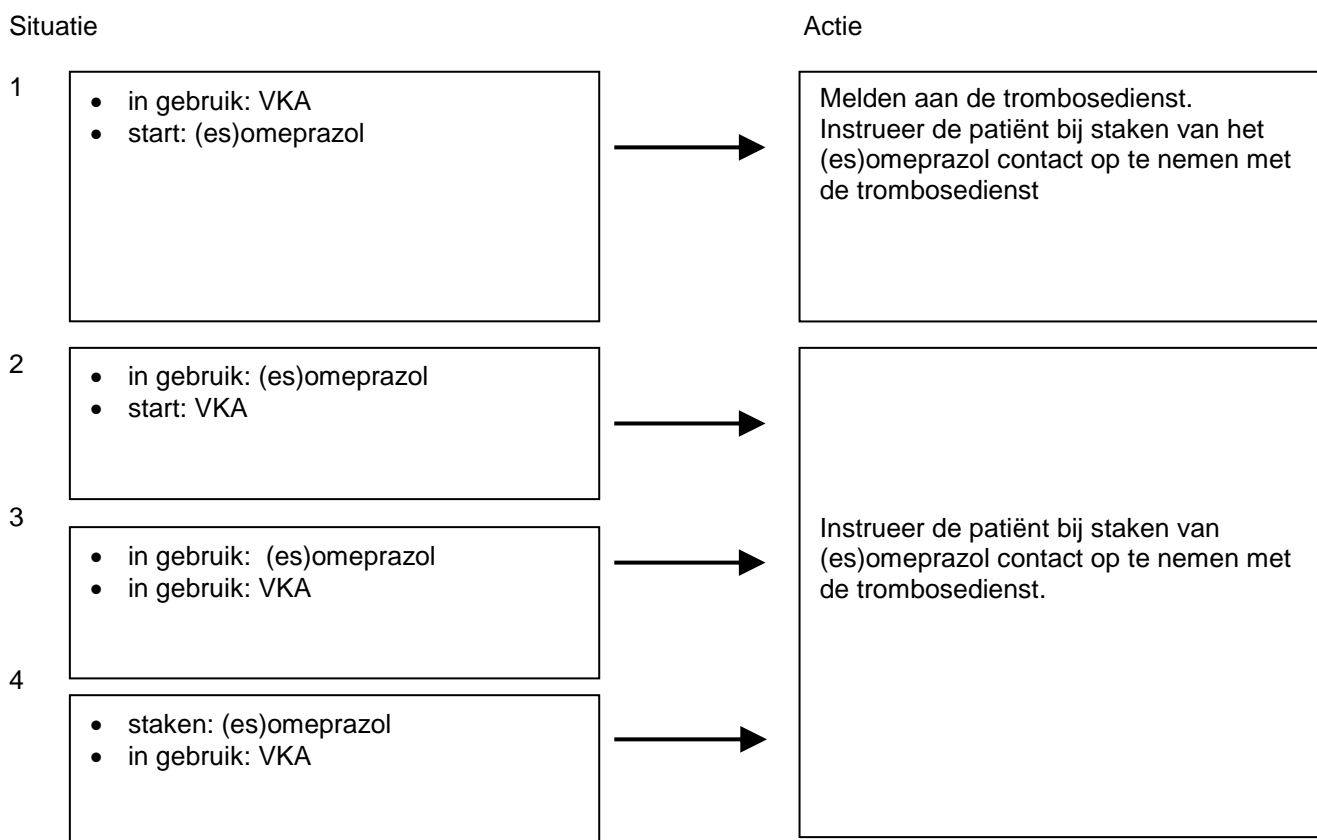 Situatie
Actie
1
• in gebruik: VKA
• start: (es)omeprazol
Melden aan de trombosedienst.
Instrueer de patiënt bij staken van het
(es)omeprazol contact op te nemen met
de trombosedienst
2
• in gebruik: (es)omeprazol
• start: VKA
3
• in gebruik:  (es)omeprazol
• in gebruik: VKA
4
• staken: (es)omeprazol
• in gebruik: VKA
Instrueer de patiënt bij staken van
(es)omeprazol contact op te nemen met
de trombosedienst.